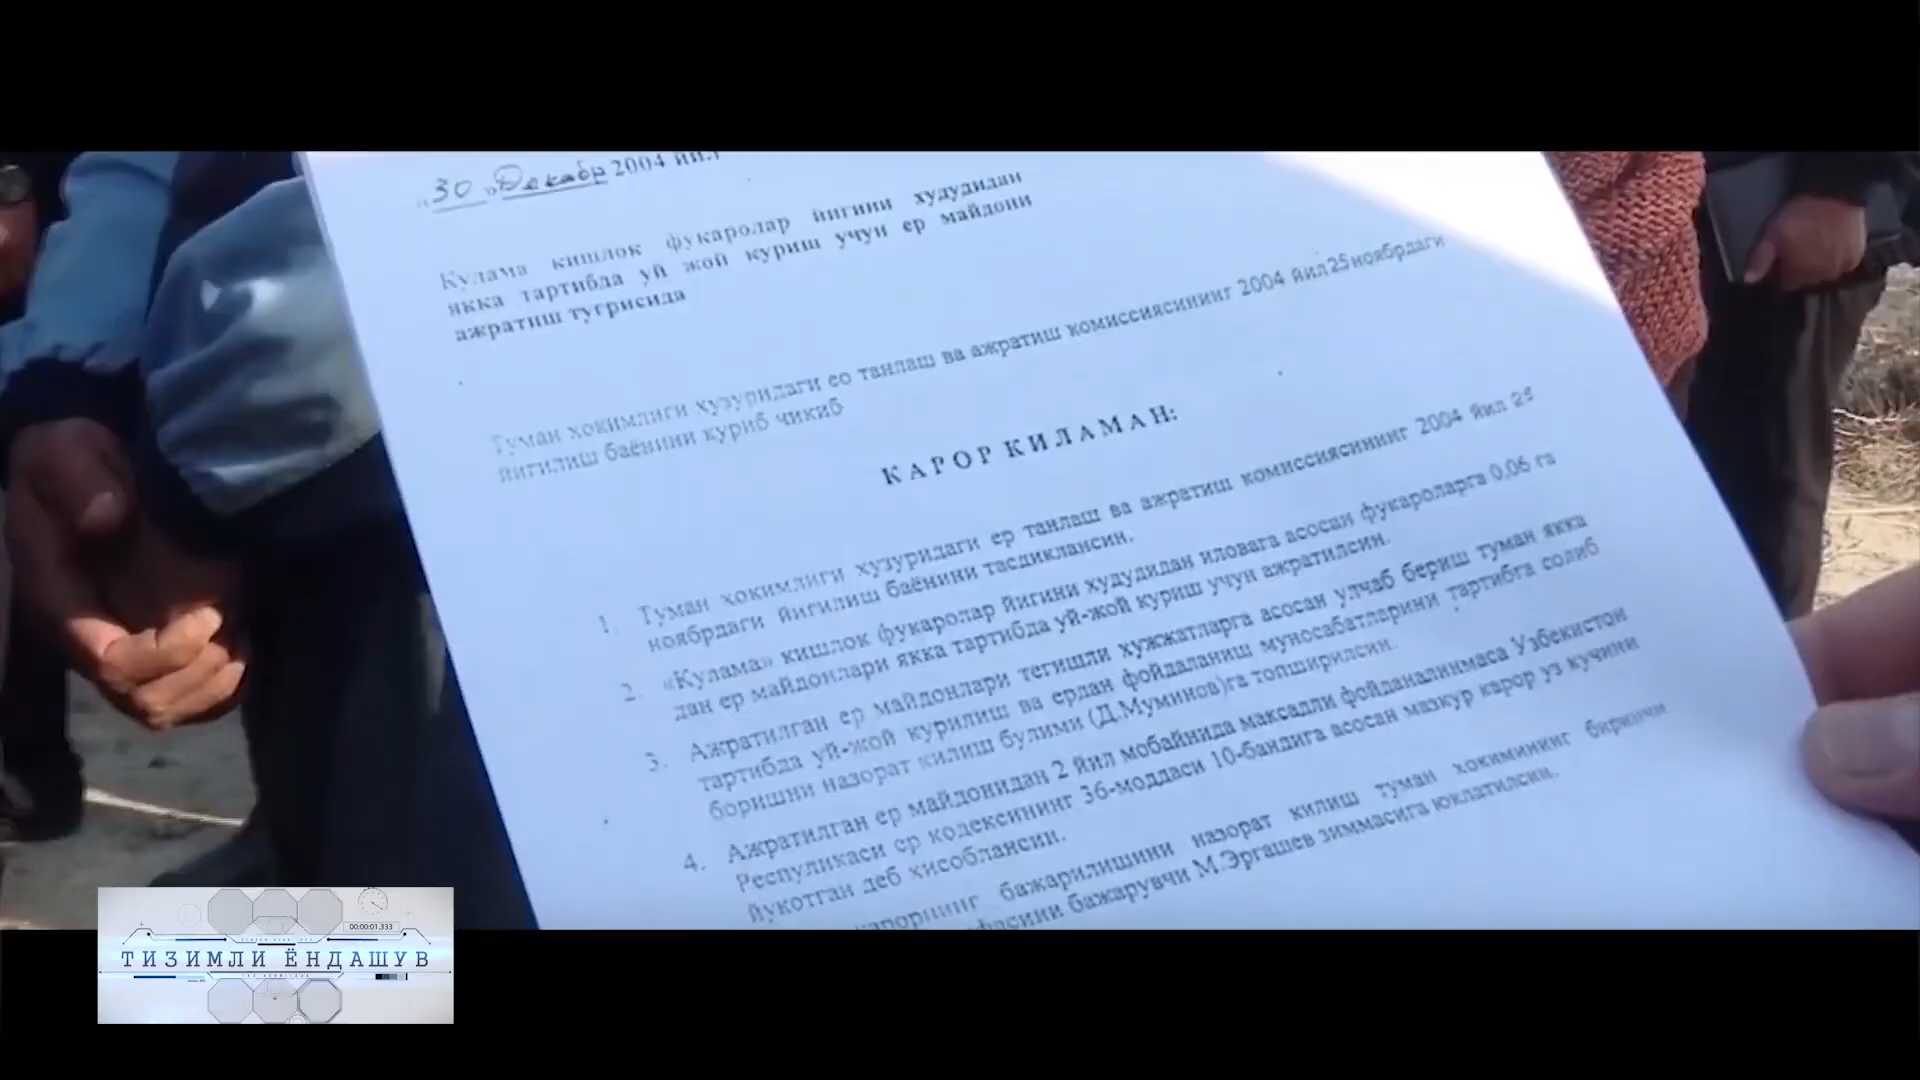 „30 „Декабр 2004 йил
Кулама кишлок фукаролар йигини худудидан
якка тартибда уй жой куриш учун ер майдони
ажратиш тугрисида
Туман хокимлиги хузуридаги ео танлаш ва ажратиш комиссиясининг 2004 йил 25 ноябрдаги
йигилиш баёнини куриб чикиб
КАРОР КИЛАМАН:
1. Туман хокимлиги хузуридаги ер танлаш ва ажратиш комиссиясининг 2004 йил 25
ноябрдаги йигилиш баёнини тасдиклансин.
2. «Кулама» кишлок фукаролар йигини худудидан иловага асосан фукароларга 0,06 га
дан ер майдонлари якка тартибда уй-жой куриш учун ажратилсин.
3. Ажратилган ер майдонлари тегишли хужжатларга асосан улчаб бериш туман якка
тартибда уй-жой курилиш ва ердан фойдаланиш муносабатларини тартибга солиб
боришни назорат килиш булими (Д.Муминов)га топширилсин.
4. Ажратилган ер майдонидан 2 йил мобайнида максадли фойданалинмаса Узбекистон
Респуликаси ер кодексининг 36-моддаси 10-бандига асосан мазкур карор уз кучини
йукотган деб хисоблансин.
бажарилишини назорат килиш туман хокимининг биринчи
бажарувчи М.Эргашев зиммасига юклатилсин.
00:00:01.333
ТИЗИМЛИ ЁНДАШУВ